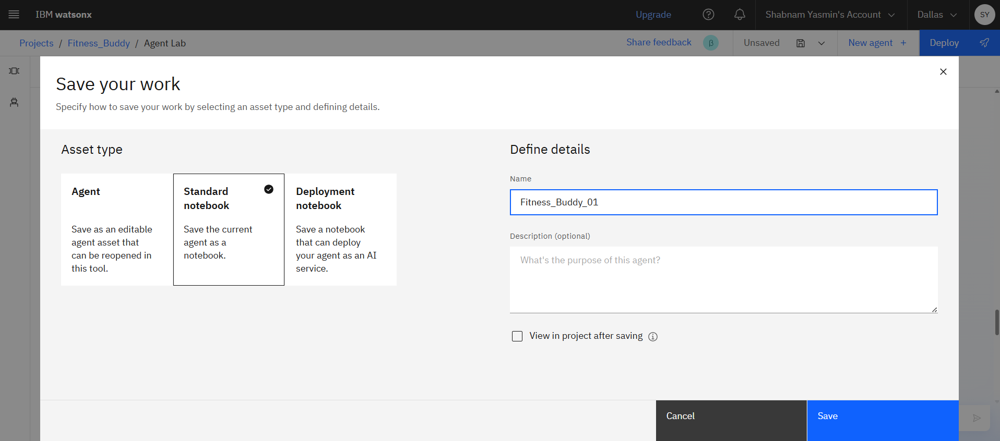 IBM watsonx
Upgrade
Shabnam Yasmin's Account
Dallas
SY
Projects / Fitness_Buddy / Agent Lab
Share feedback
β
Unsaved
New agent +
Deploy
Save your work
Specify how to save your work by selecting an asset type and defining details.
Asset type
Agent
Save as an editable
agent asset that
can be reopened in
this tool.
Standard
notebook
Save the current
agent as a
notebook.
Deployment
notebook
Save a notebook
that can deploy
your agent as an AI
service.
Define details
Name
Fitness_Buddy_01
Description (optional)
What's the purpose of this agent?
View in project after saving
Cancel
Save